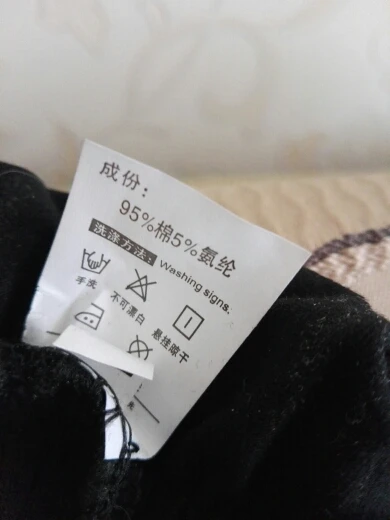 成份：
95%棉5%氨纶
洗涤方法： Washing signs.
手洗
不可漂白
悬挂晾干